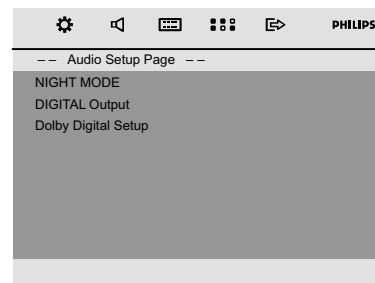 PHILIPS
-- Audio Setup Page --
NIGHT MODE
DIGITAL Output
Dolby Digital Setup